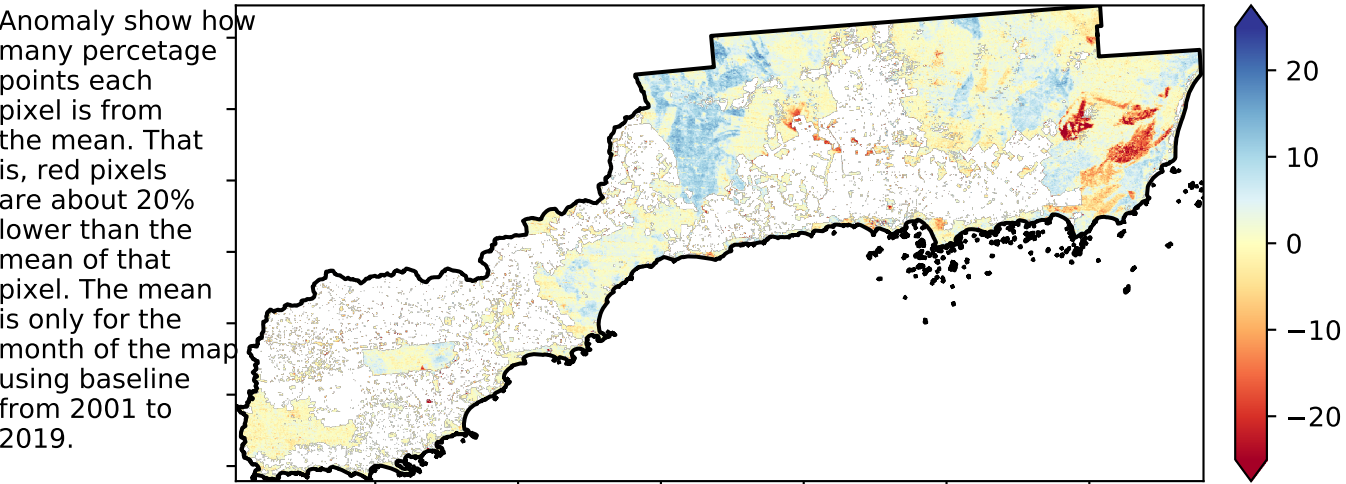 Anomaly show how
many percetage
points each
pixel is from
the mean. That
is, red pixels
are about 20%
lower than the
mean of that
pixel. The mean
is only for the
month of the map
using baseline
from 2001 to
2019.
20
10
0
−10
−20